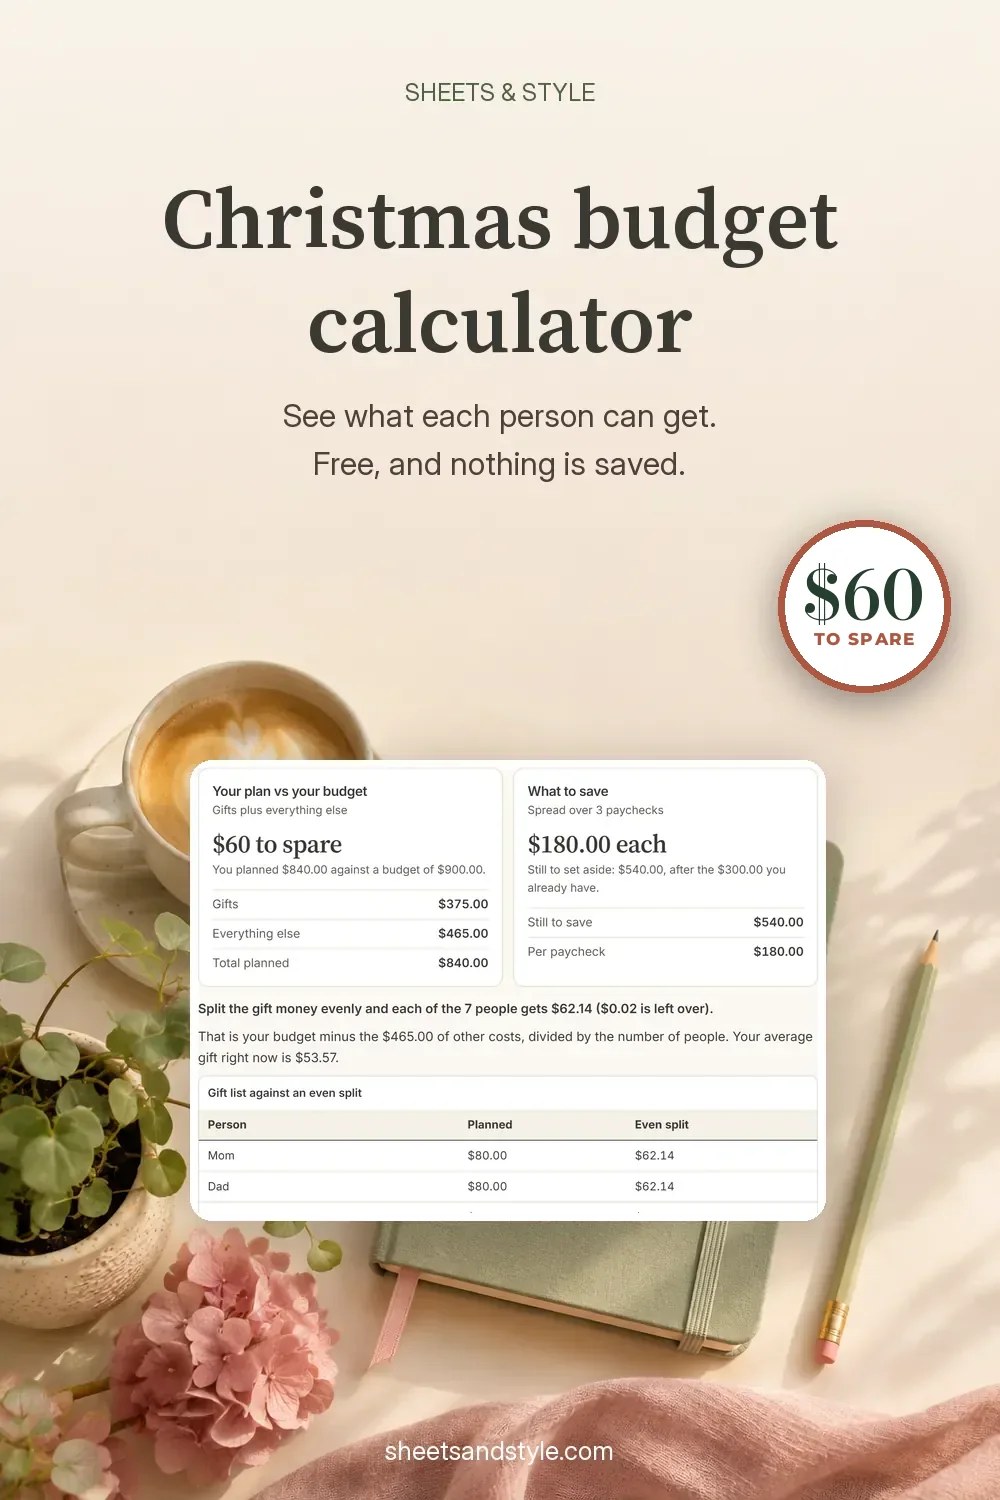 SHEETS & STYLE
Christmas budget
calculator
See what each person can get.
Free, and nothing is saved.
$60
TO SPARE
Your plan vs your budget
Gifts plus everything else
$60 to spare
You planned $840.00 against a budget of $900.00.
Gifts $375.00
Everything else $465.00
Total planned $840.00
What to save
Spread over 3 paychecks
$180.00 each
Still to set aside: $540.00, after the $300.00 you
already have.
Still to save $540.00
Per paycheck $180.00
Split the gift money evenly and each of the 7 people gets $62.14 ($0.02 is left over).
That is your budget minus the $465.00 of other costs, divided by the number of people. Your average
gift right now is $53.57.
Gift list against an even split
Person Planned Even split
Mom $80.00 $62.14
Dad $80.00 $62.14
sheetsandstyle.com